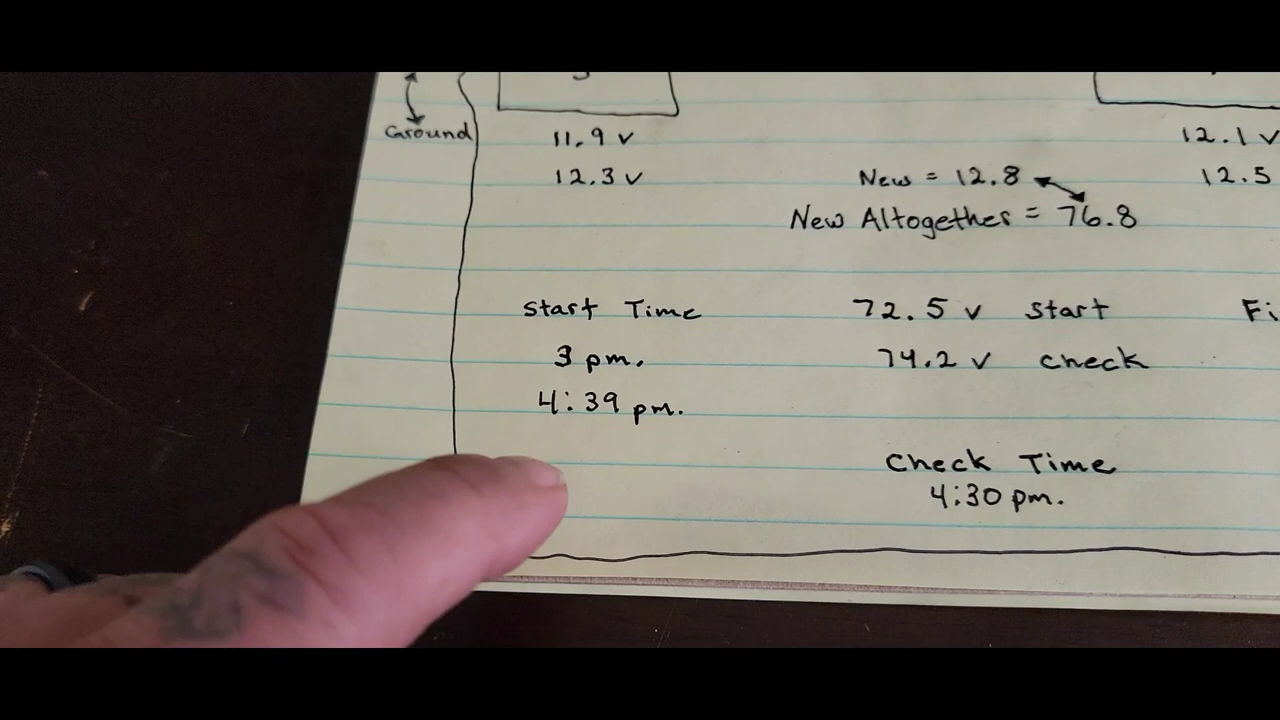 Ground
11.9 v
12.3 v
12.1 v
12.5
New = 12.8
New Altogether = 76.8
Start Time
3 pm.
4:39 pm.
72.5 v start
74.2 v check
Check Time
4:30 pm.